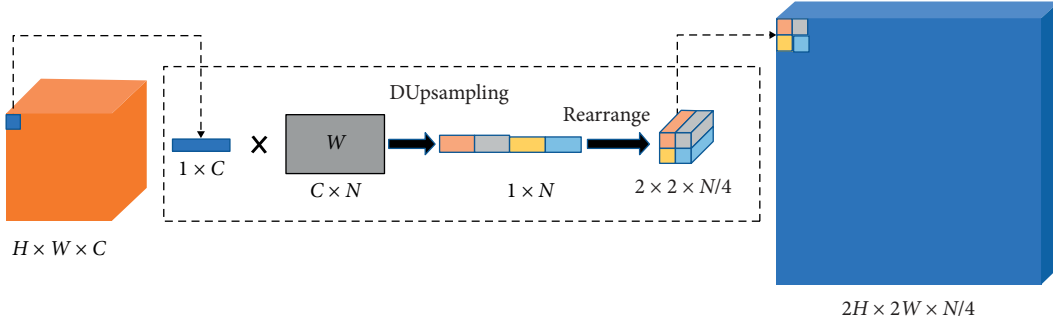 DUpsampling
Rearrange
W
1 × C
C × N
1 × N
2 × 2 × N/4
H × W × C
2H × 2W × N/4